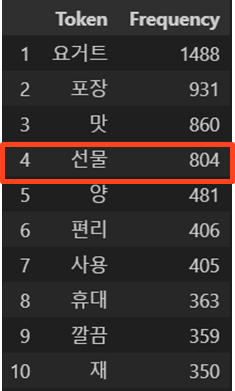 Token Frequency
1 요거트 1488
2 포장 931
3 맛 860
4 선물 804
5 양 481
6 편리 406
7 사용 405
8 휴대 363
9 깔끔 359
10 재 350